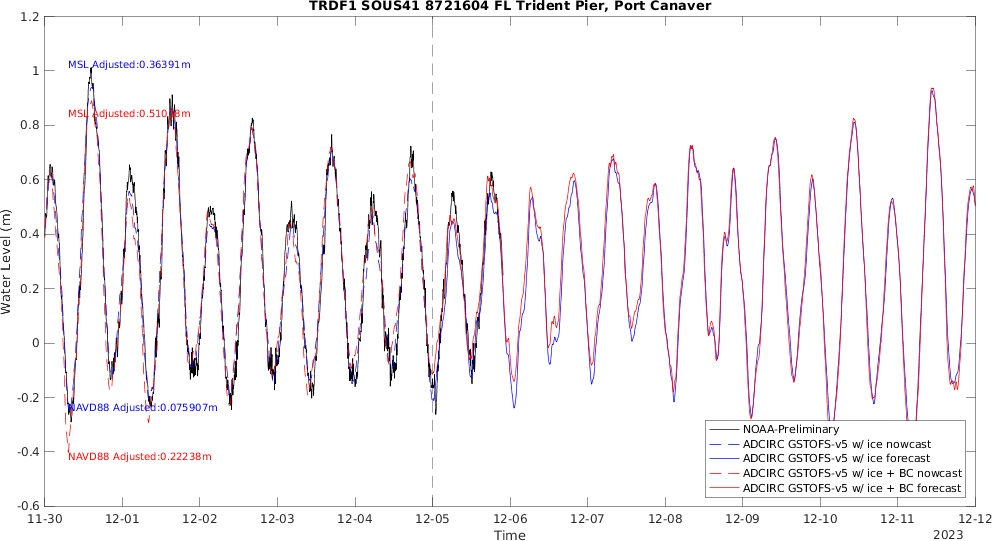 TRDF1 SOUS41 8721604 FL Trident Pier, Port Canaver
1.2
1
0.8
0.6
0.4
0.2
0
-0.2
-0.4
-0.6
Water Level (m)
MSL Adjusted:0.36391m
MSL
NAVD88 Adjusted:0.075907m
NAVD88 Adjusted:0.22238m
NOAA-Preliminary
ADCIRC GSTOFS-v5 w/ ice nowcast
ADCIRC GSTOFS-v5 w/ ice forecast
ADCIRC GSTOFS-v5 w/ ice + BC nowcast
ADCIRC GSTOFS-v5 w/ ice + BC forecast
11-30 12-01 12-02 12-03 12-04 12-05 12-06 12-07 12-08 12-09 12-10 12-11 12-12
Time
2023